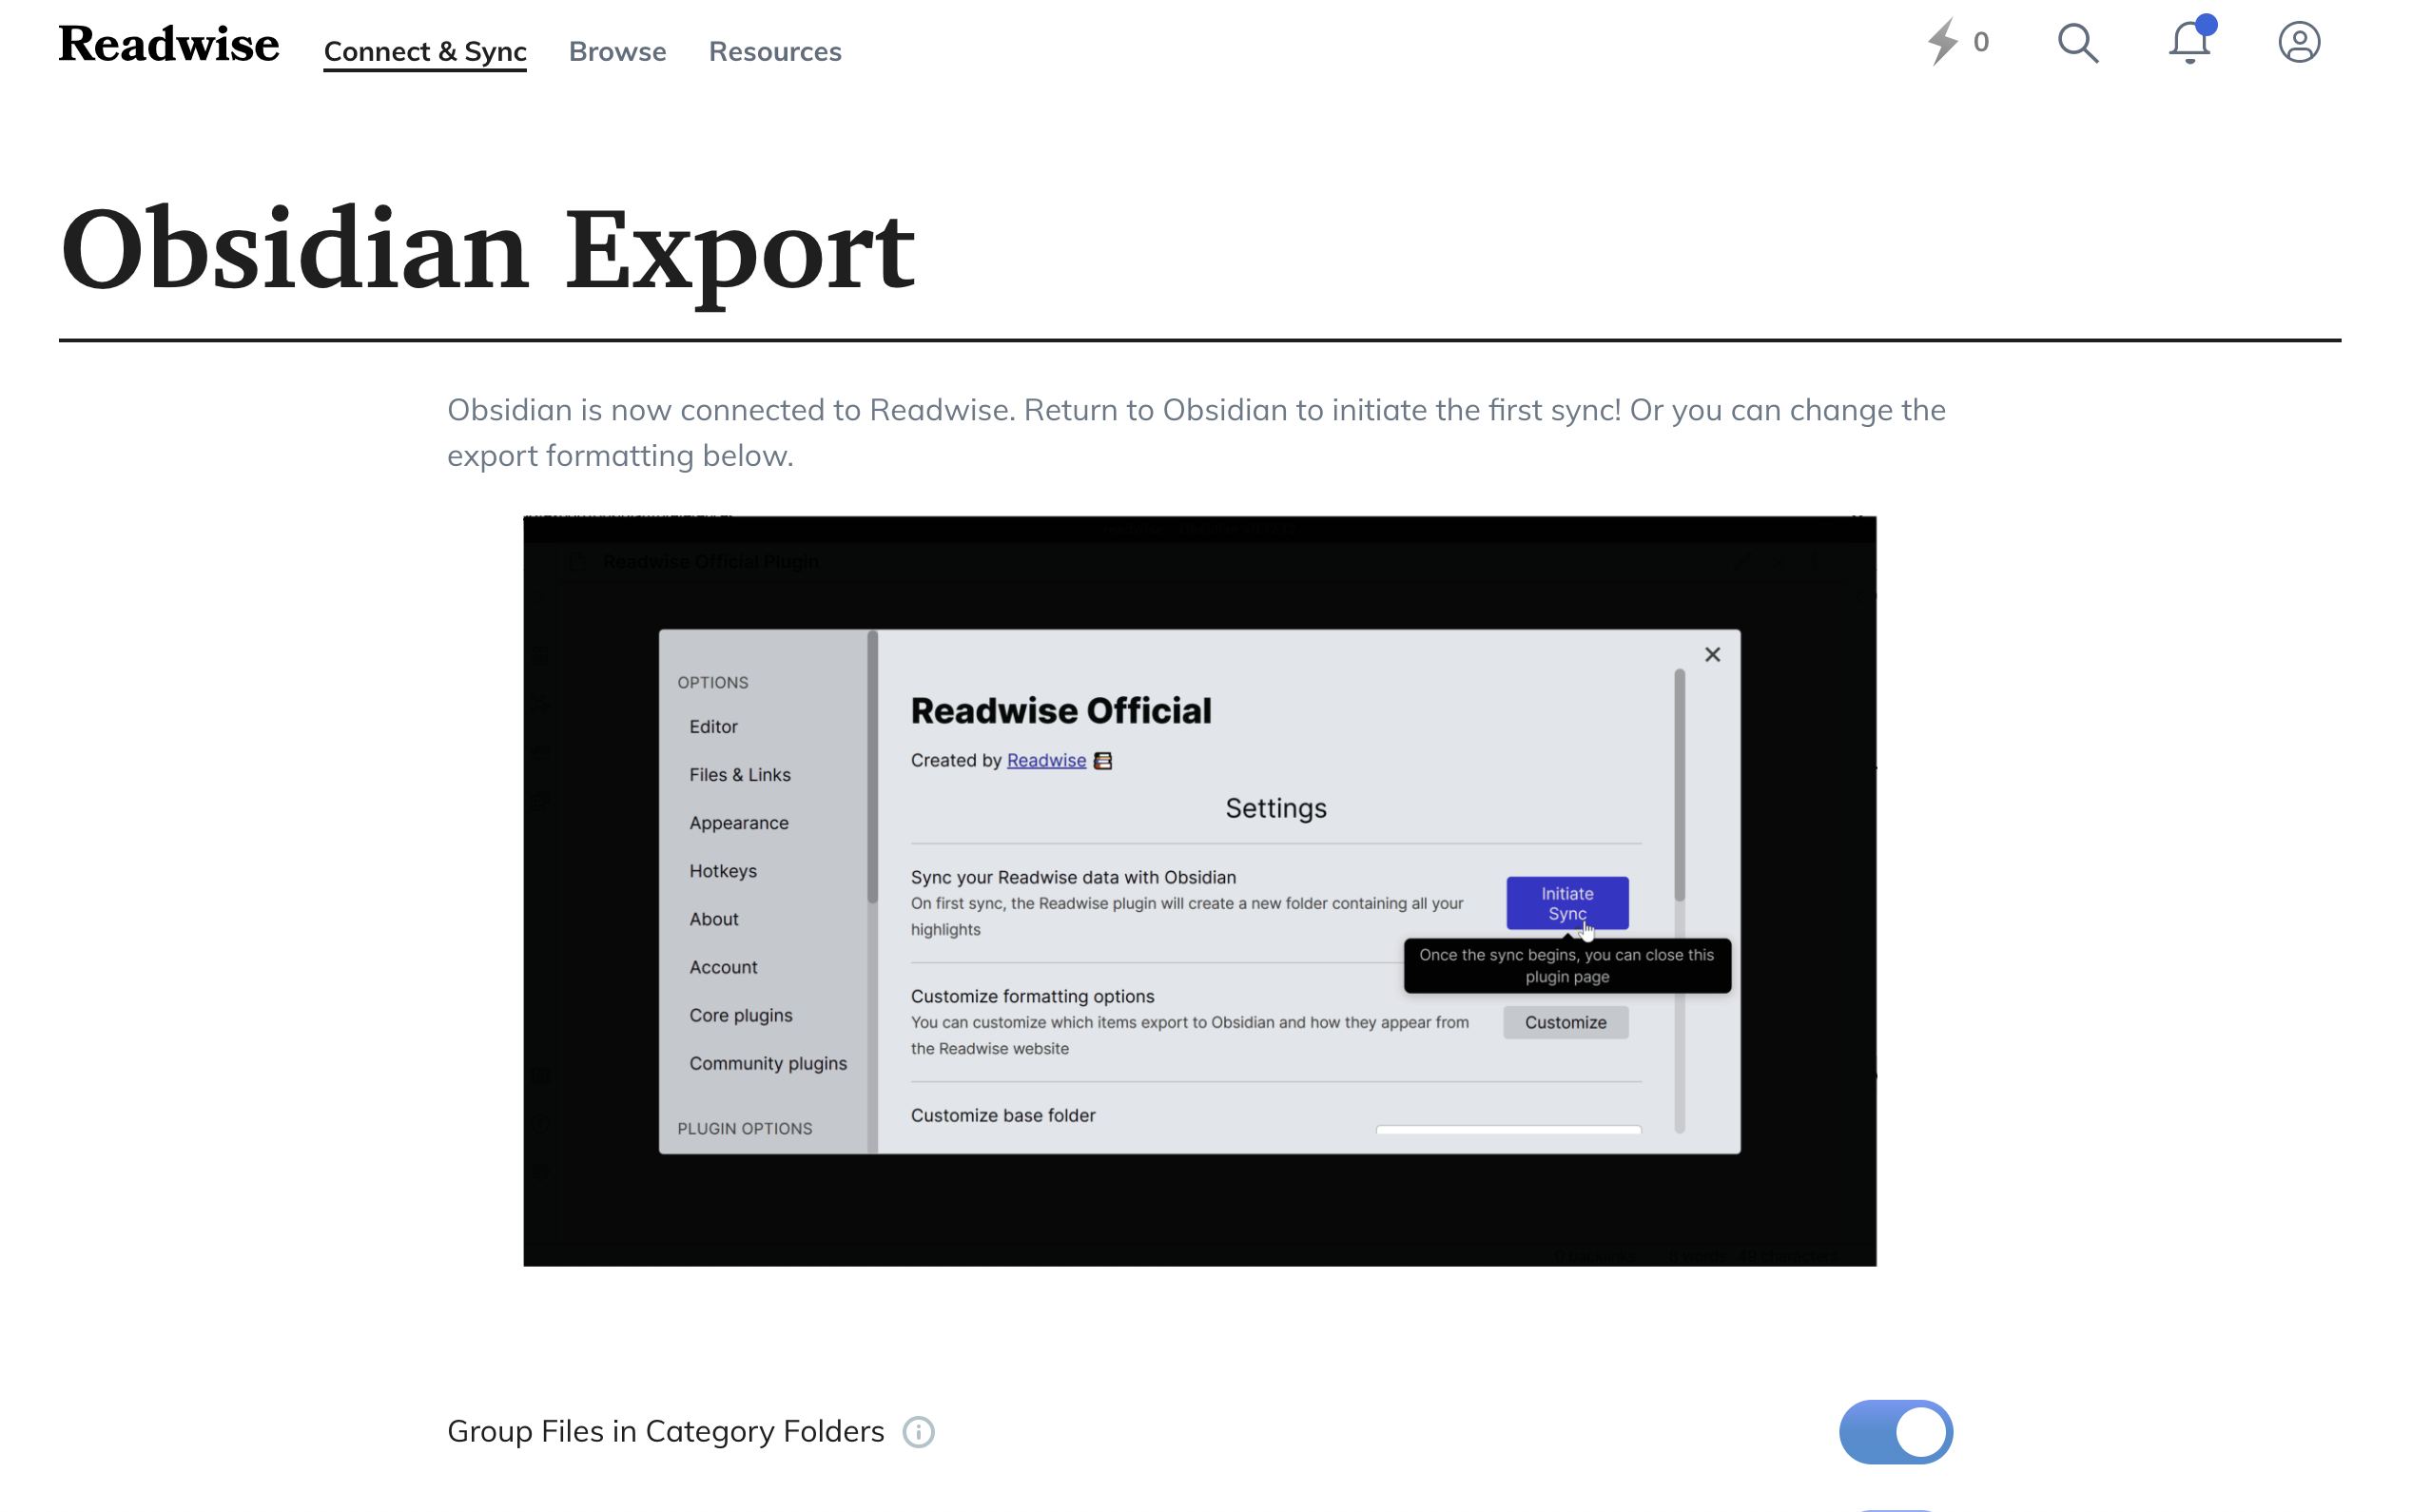 Readwise
Connect & Sync
Browse
Resources
0
Obsidian Export
Obsidian is now connected to Readwise. Return to Obsidian to initiate the first sync! Or you can change the
export formatting below.
Readwise Official Plugin
OPTIONS
Editor
Files & Links
Appearance
Hotkeys
About
Account
Core plugins
Community plugins
PLUGIN OPTIONS
Readwise Official
Created by Readwise
Settings
Sync your Readwise data with Obsidian
On first sync, the Readwise plugin will create a new folder containing all your
highlights
Initiate
Sync
Once the sync begins, you can close this
plugin page
Customize formatting options
You can customize which items export to Obsidian and how they appear from
the Readwise website
Customize
Customize base folder
Group Files in Category Folders